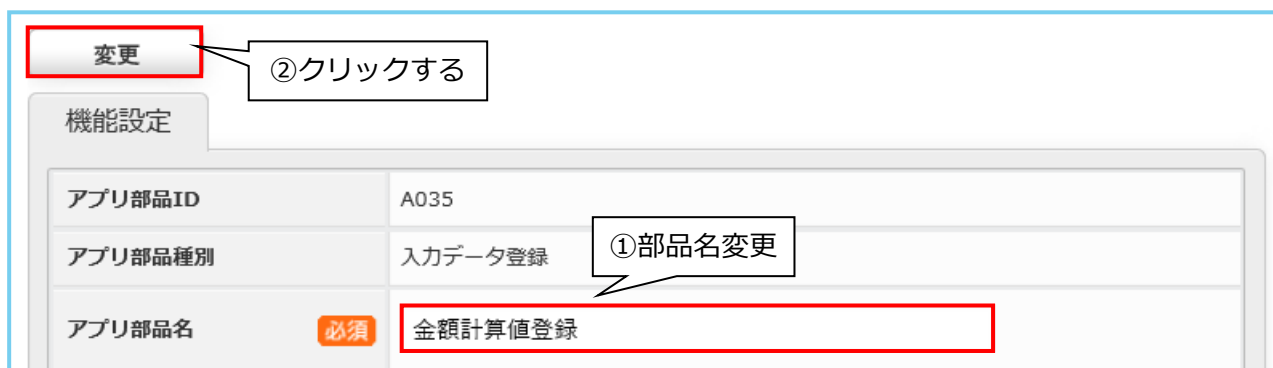 変更
②クリックする
機能設定
アプリ部品ID
A035
アプリ部品種別
入力データ登録
①部品名変更
アプリ部品名
必須
金額計算値登録